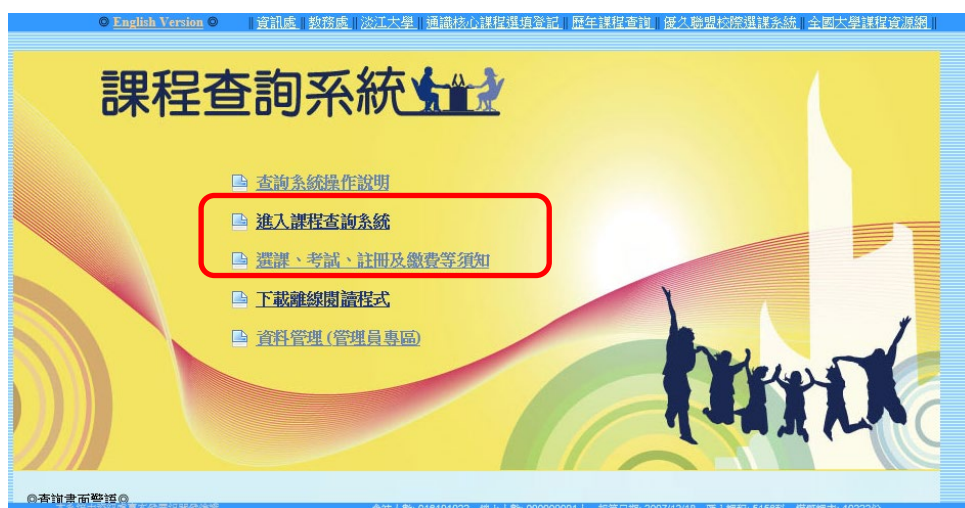 ◎ English Version ◎ ‖ 資訊處 ‖ 教務處 ‖ 淡江大學 ‖ 通識核心課程選填登記 ‖ 歷年課程查詢 ‖ 優久聯盟校際選課系統 ‖ 全國大學課程資源網 ‖
課程查詢系統
查詢系統操作說明
進入課程查詢系統
選課、考試、註冊及繳費等須知
下載離線閱讀程式
資料管理(管理員專區)
◎查詢畫面警語◎